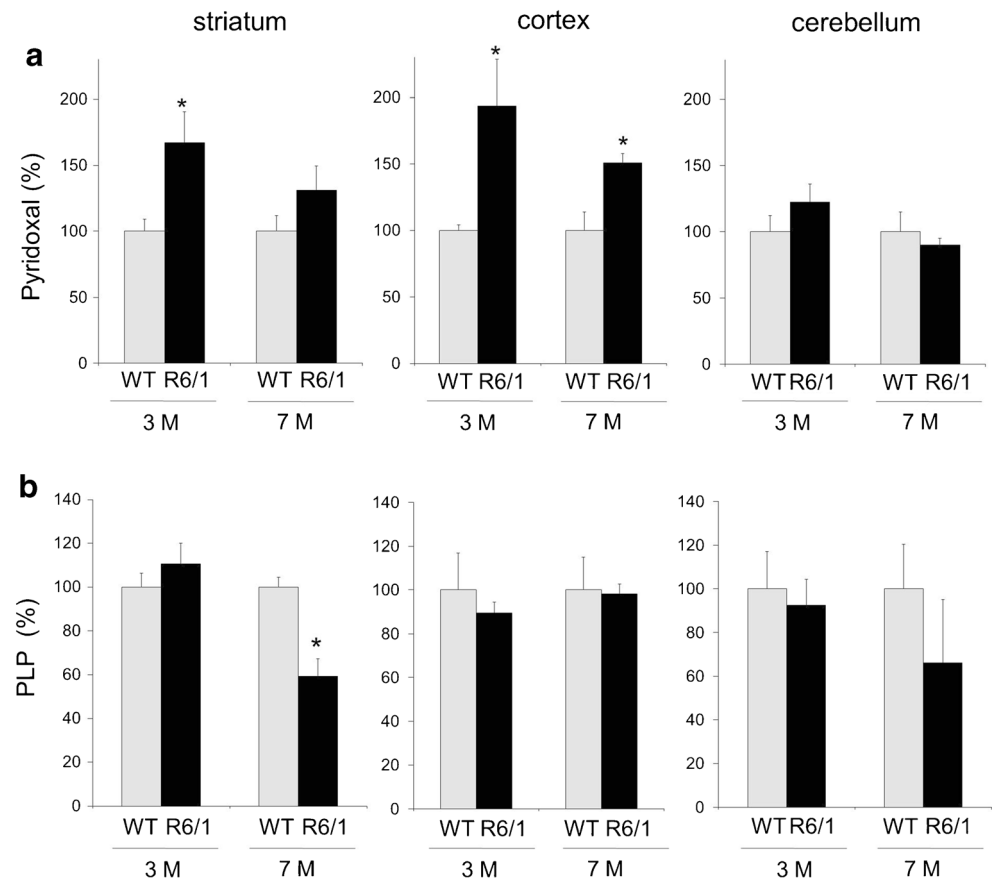 striatum cortex cerebellum
a
Pyridoxal (%)
200 200 200
150 150 150
100 100 100
50 50 50
0 0 0
* * *
WT R6/1 WT R6/1 WT R6/1 WT R6/1 WT R6/1 WT R6/1
3 M 7 M 3 M 7 M 3 M 7 M
b
PLP (%)
140 140 140
120 120 120
100 100 100
80 80 80
60 60 60
40 40 40
20 20 20
0 0 0
*
WT R6/1 WT R6/1 WT R6/1 WT R6/1 WT R6/1 WT R6/1
3 M 7 M 3 M 7 M 3 M 7 M